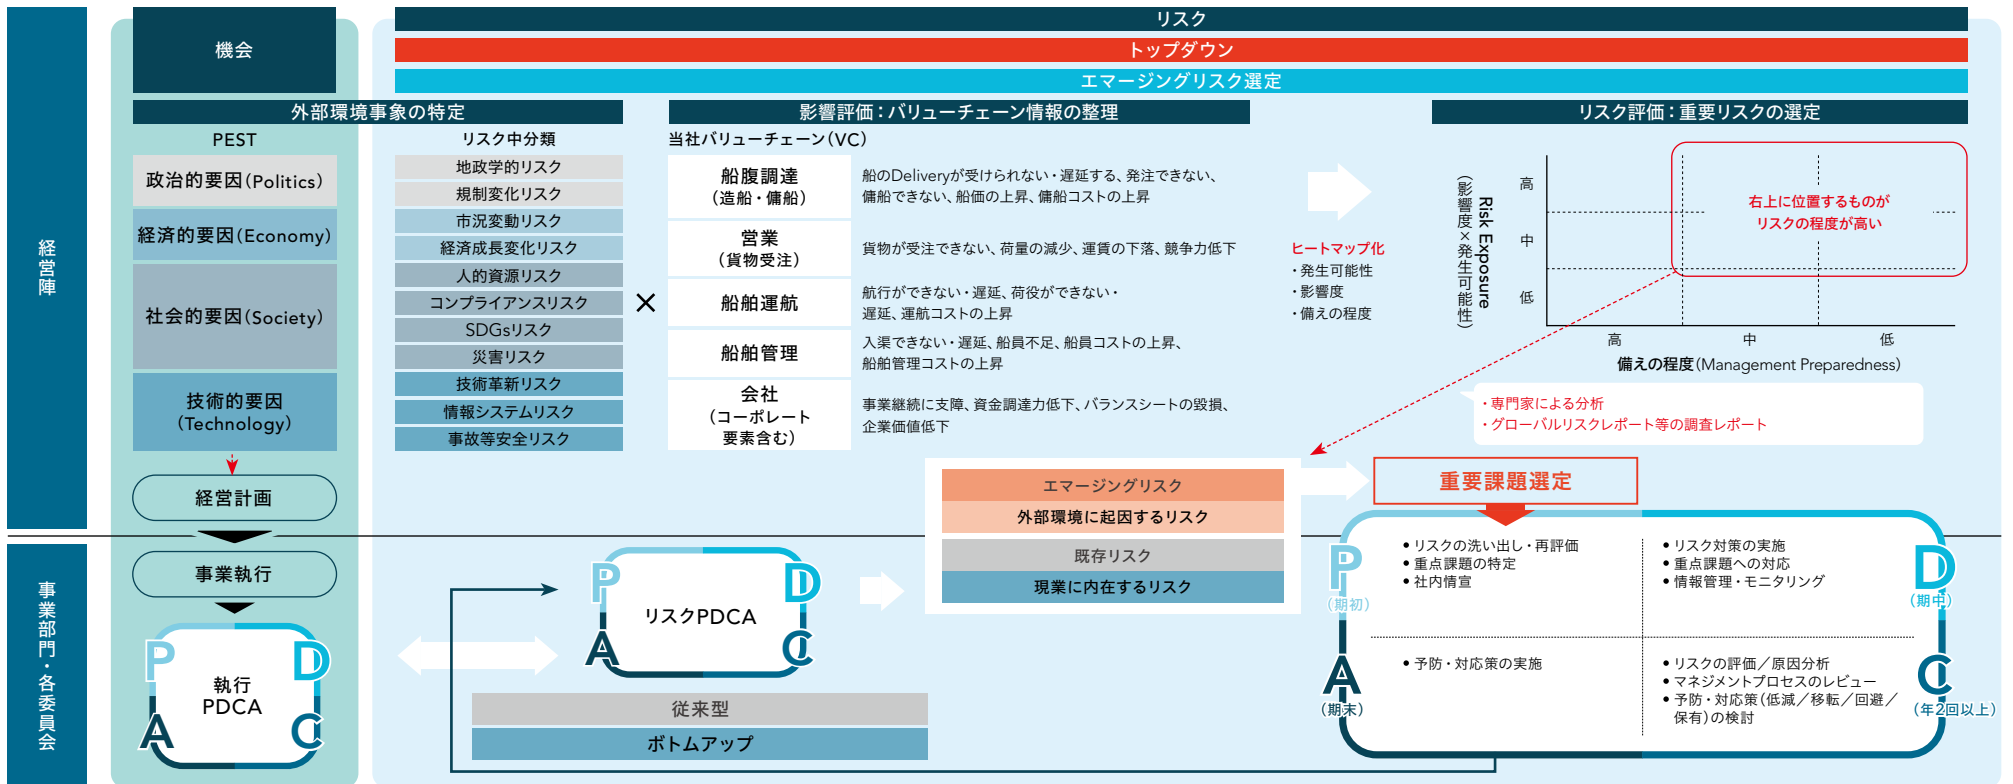 経営陣
機会
リスク
トップダウン
エマージングリスク選定
外部環境事象の特定
PEST
政治的要因(Politics)
経済的要因(Economy)
社会的要因(Society)
技術的要因
(Technology)
リスク中分類
地政学的リスク
規制変化リスク
市況変動リスク
経済成長変化リスク
人的資源リスク
コンプライアンスリスク
SDGsリスク
災害リスク
技術革新リスク
情報システムリスク
事故等安全リスク
×
影響評価：バリューチェーン情報の整理
当社バリューチェーン(VC)
船腹調達
(造船・傭船)
船のDeliveryが受けられない・遅延する、発注できない、
傭船できない、船価の上昇、傭船コストの上昇
営業
(貨物受注)
貨物が受注できない、荷量の減少、運賃の下落、競争力低下
船舶運航
航行ができない・遅延、荷役ができない・
遅延、運航コストの上昇
船舶管理
入渠できない・遅延、船員不足、船員コストの上昇、
船舶管理コストの上昇
会社
(コーポレート
要素含む)
事業継続に支障、資金調達力低下、バランスシートの毀損、
企業価値低下
ヒートマップ化
・発生可能性
・影響度
・備えの程度
リスク評価：重要リスクの選定
Risk Exposure
(影響度×発生可能性)
高
中
低
右上に位置するものが
リスクの程度が高い
高
中
低
備えの程度(Management Preparedness)
・専門家による分析
・グローバルリスクレポート等の調査レポート
経営計画
エマージングリスク
外部環境に起因するリスク
既存リスク
現業に内在するリスク
重要課題選定
事業部門・各委員会
事業執行
P
D
執行
PDCA
A
C
P
D
リスクPDCA
A
C
従来型
ボトムアップ
P
(期初)
• リスクの洗い出し・再評価
• 重点課題の特定
• 社内情宣
• リスク対策の実施
• 重点課題への対応
• 情報管理・モニタリング
D
(期中)
A
(期末)
• 予防・対応策の実施
• リスクの評価／原因分析
• マネジメントプロセスのレビュー
• 予防・対応策(低減／移転／回避／
保有)の検討
C
(年2回以上)